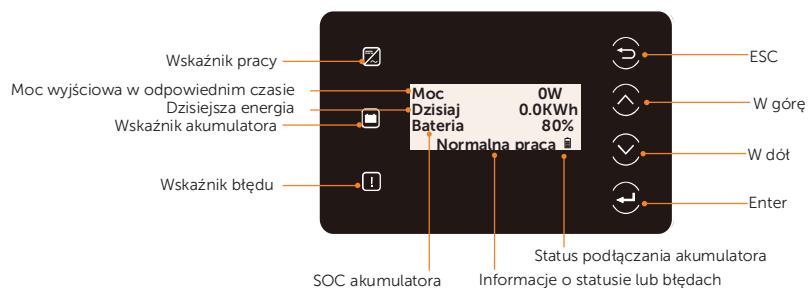 Wskaźnik pracy
Moc wyjściowa w odpowiednim czasie
Dzisiejsza energia
Wskaźnik akumulatora
Wskaźnik błędu
Moc 0W
Dzisiaj 0.0KWh
Bateria 80%
Normalna praca
ESC
W górę
W dół
Enter
Status podłączania akumulatora
SOC akumulatora
Informacje o statusie lub błędach